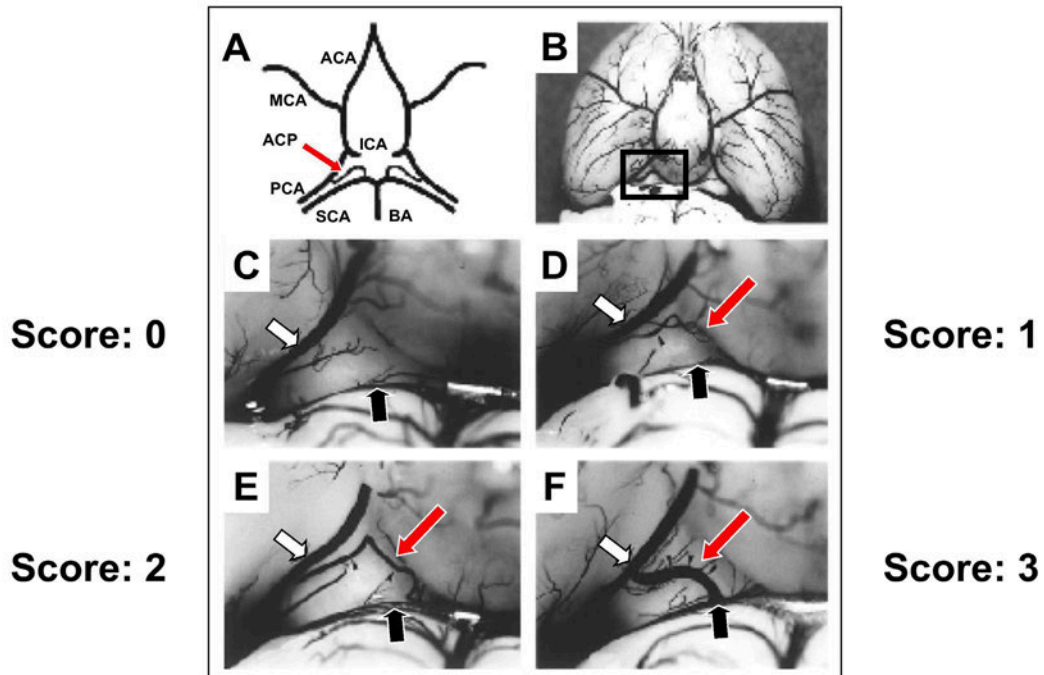 A
ACA
MCA
ACP
ICA
PCA
SCA
BA
B
Score: 0
C
D
Score: 1
Score: 2
E
F
Score: 3